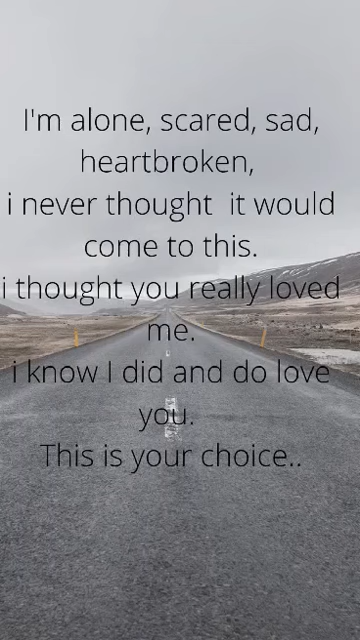 I'm alone, scared, sad,
heartbroken,
i never thought  it would
come to this.
i thought you really loved
me.
i know I did and do love
you.
This is your choice..